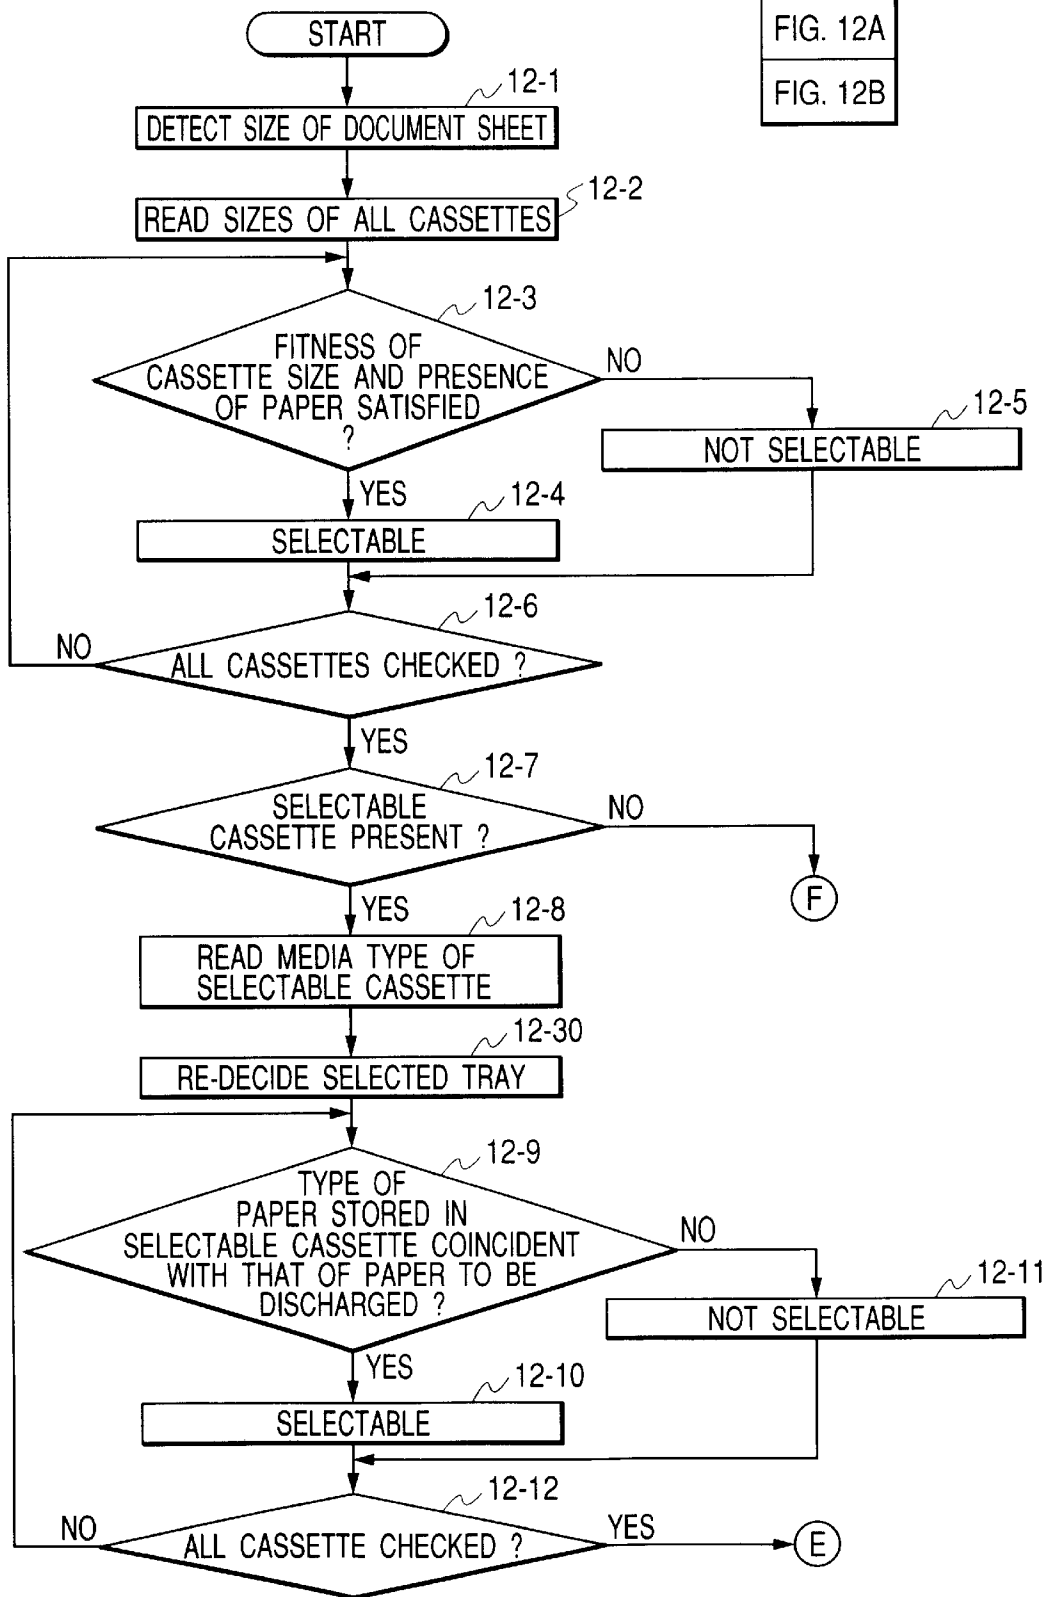 START
FIG. 12A
FIG. 12B
12-1
DETECT SIZE OF DOCUMENT SHEET
12-2
READ SIZES OF ALL CASSETTES
12-3
FITNESS OF
CASSETTE SIZE AND PRESENCE
OF PAPER SATISFIED
?
NO
12-5
NOT SELECTABLE
YES
12-4
SELECTABLE
12-6
NO
ALL CASSETTES CHECKED ?
YES
12-7
SELECTABLE
CASSETTE PRESENT ?
NO
F
YES
12-8
READ MEDIA TYPE OF
SELECTABLE CASSETTE
12-30
RE-DECIDE SELECTED TRAY
12-9
TYPE OF
PAPER STORED IN
SELECTABLE CASSETTE COINCIDENT
WITH THAT OF PAPER TO BE
DISCHARGED ?
NO
12-11
NOT SELECTABLE
YES
12-10
SELECTABLE
12-12
NO
ALL CASSETTE CHECKED ?
YES
E